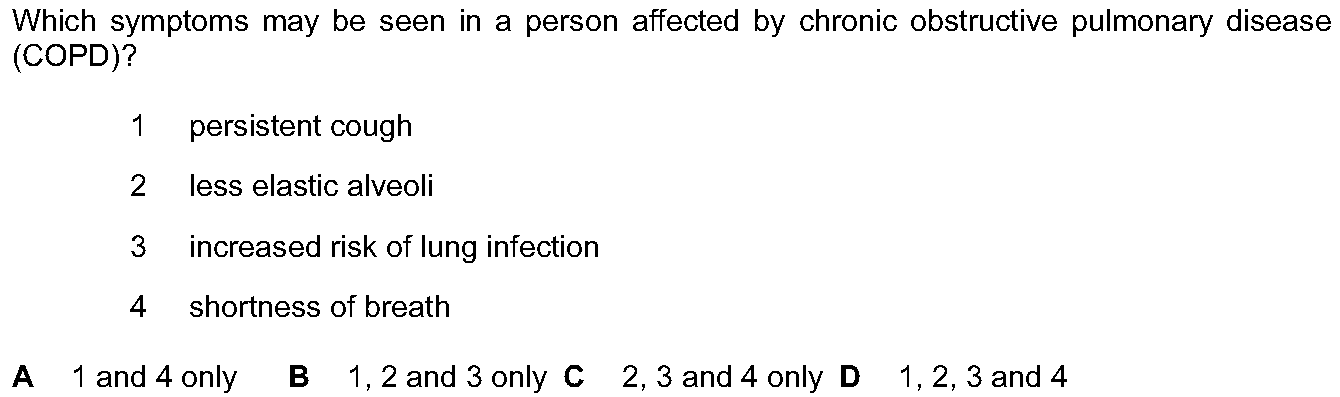 Which symptoms may be seen in a person affected by chronic obstructive pulmonary disease
(COPD)?
1 persistent cough
2 less elastic alveoli
3 increased risk of lung infection
4 shortness of breath
A 1 and 4 only B 1, 2 and 3 only C 2, 3 and 4 only D 1, 2, 3 and 4